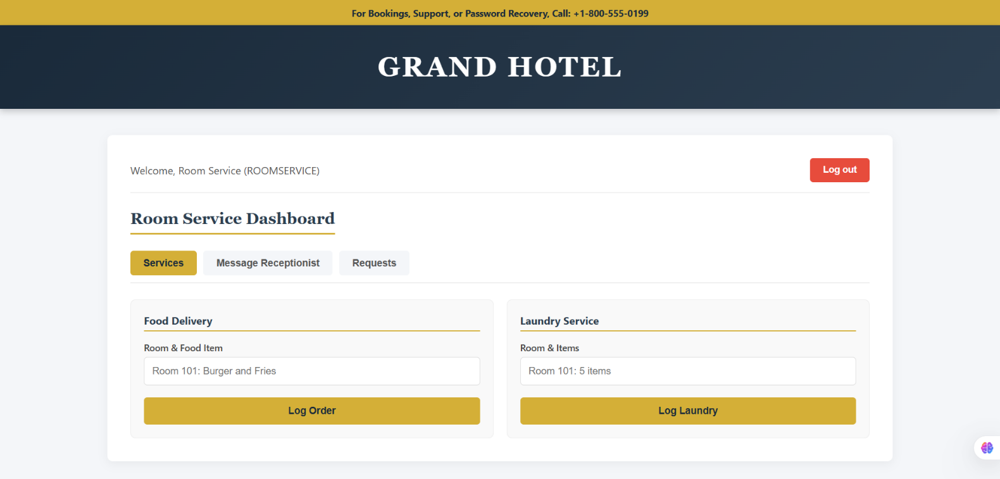 For Bookings, Support, or Password Recovery, Call: +1-800-555-0199
GRAND HOTEL
Welcome, Room Service (ROOMSERVICE)
Log out
Room Service Dashboard
Services
Message Receptionist
Requests
Food Delivery
Room & Food Item
Room 101: Burger and Fries
Log Order
Laundry Service
Room & Items
Room 101: 5 items
Log Laundry